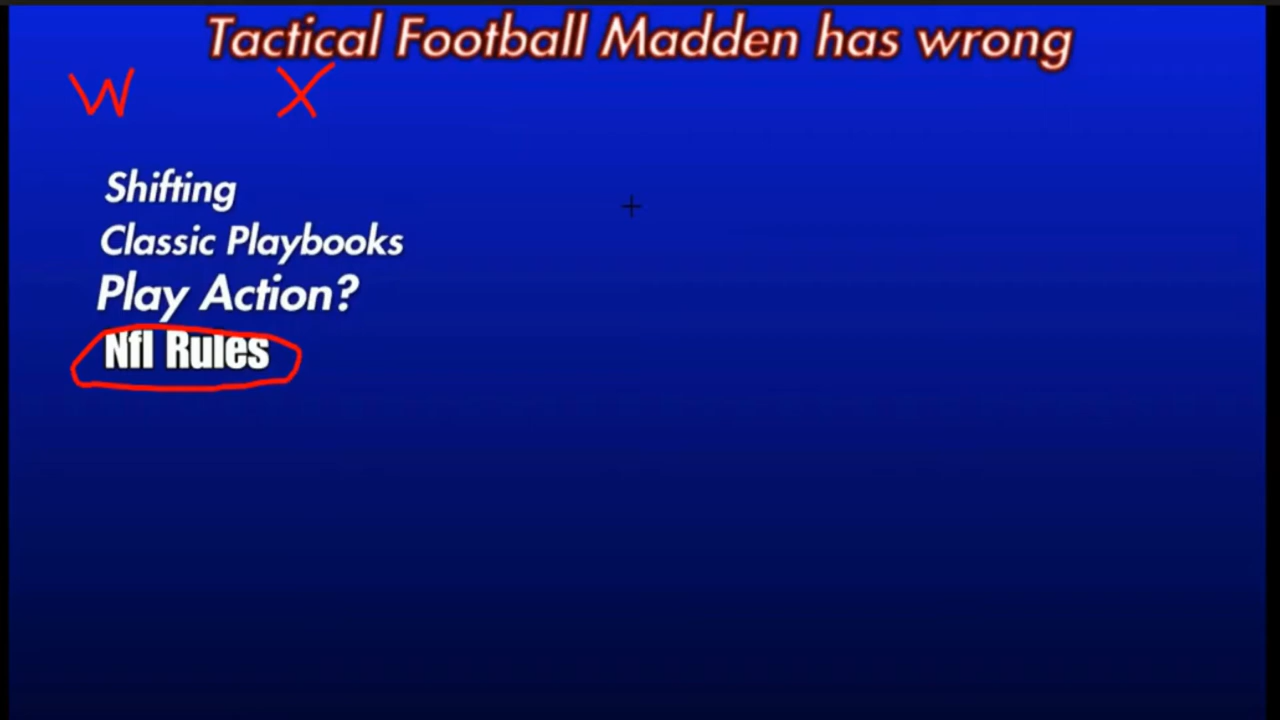 Tactical Football Madden has wrong
W X
Shifting
Classic Playbooks
Play Action?
Nfl Rules